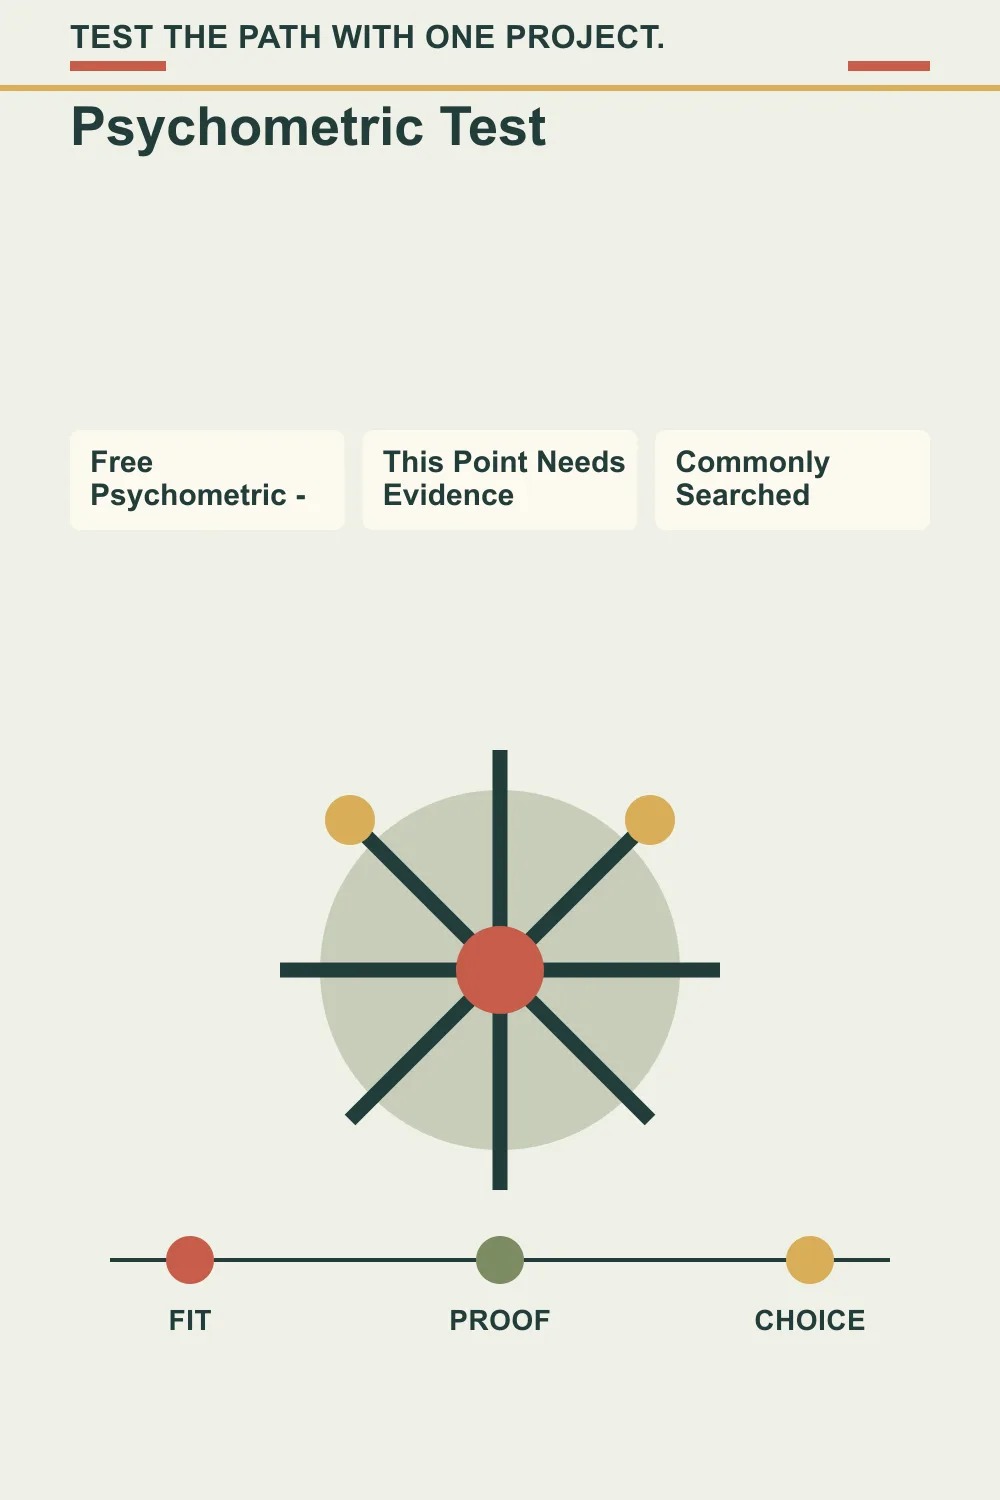 TEST THE PATH WITH ONE PROJECT.
Psychometric Test
Free
Psychometric -
This Point Needs
Evidence
Commonly
Searched
FIT
PROOF
CHOICE